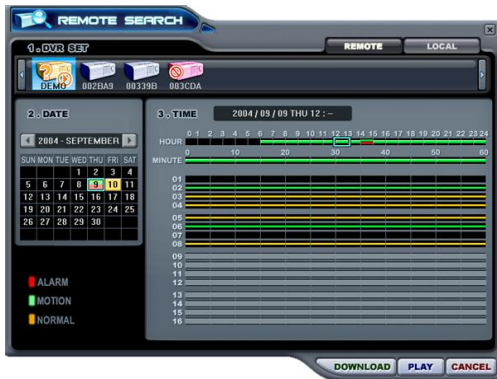 REMOTE SEARCH
1. DVR SET
REMOTE LOCAL
DEMO 002BA9 00339B 003CDA
2. DATE
2004 - SEPTEMBER
SUN MON TUE WED THU FRI SAT
1 2 3 4
5 6 7 8 9 10 11
12 13 14 15 16 17 18
19 20 21 22 23 24 25
26 27 28 29 30
ALARM
MOTION
NORMAL
3. TIME 2004 / 09 / 09 THU 12 : --
HOUR 0 1 2 3 4 5 6 7 8 9 10 11 12 13 14 15 16 17 18 19 20 21 22 23 24
0 10 20 30 40 50 60
MINUTE
01
02
03
04
05
06
07
08
09
10
11
12
13
14
15
16
DOWNLOAD PLAY CANCEL